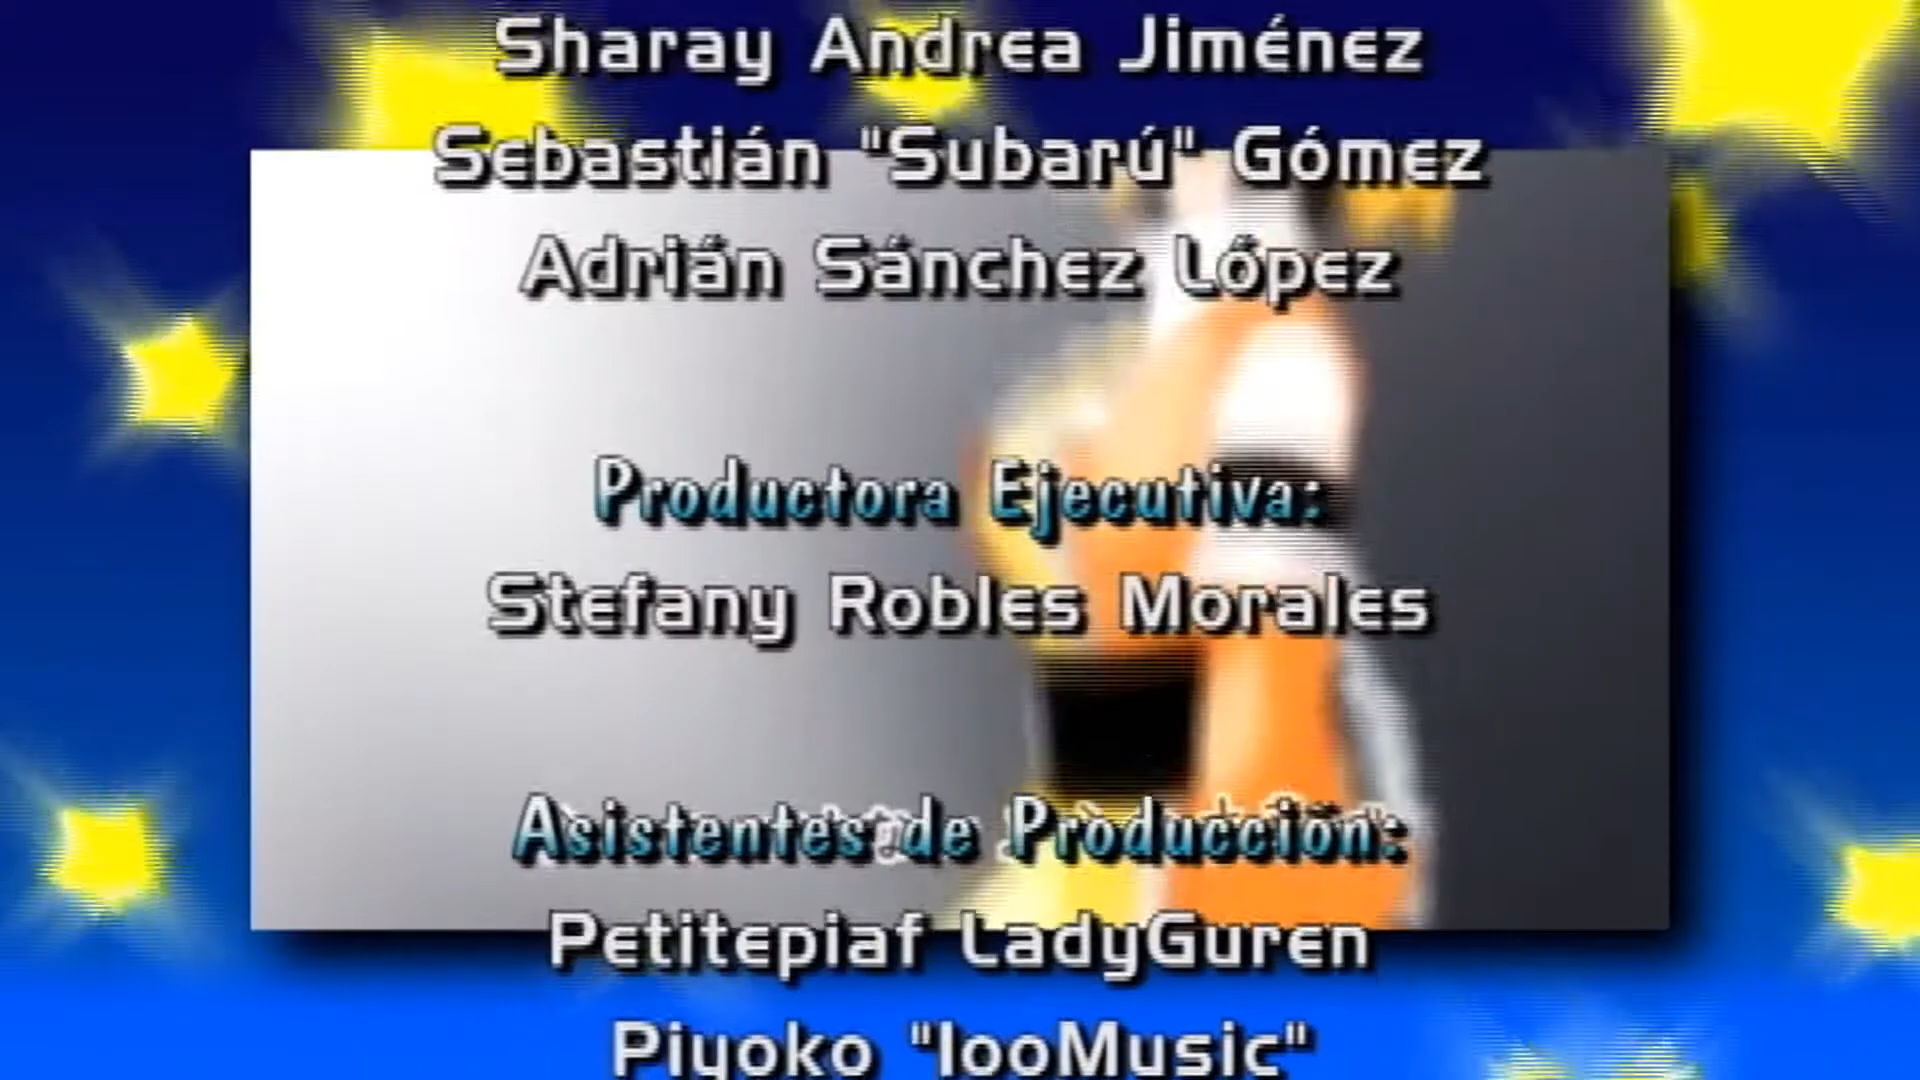 Sharay Andrea Jiménez
Sebastián "Subarú" Gómez
Adrián Sánchez López
Productora Ejecutiva:
Stefany Robles Morales
Asistentes de Producción:
Petitepiaf LadyGuren
Piyoko "IooMusic"